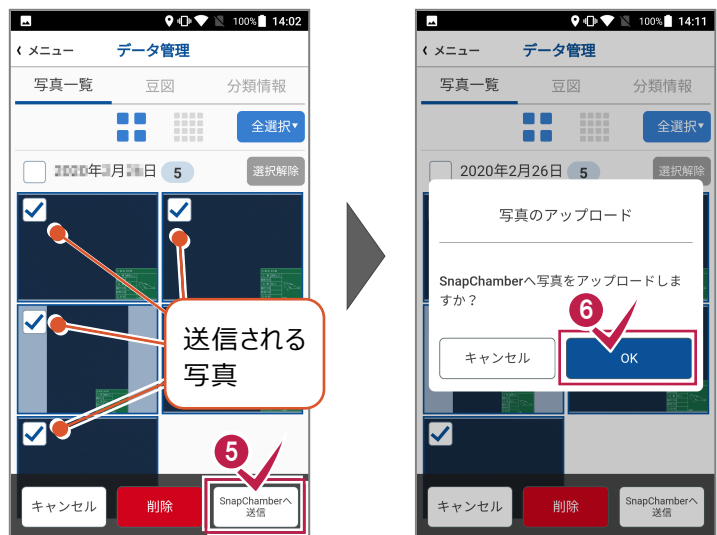 100% 14:02
メニュー データ管理
写真一覧 豆図 分類情報
全選択
年 月 日 5 選択解除
送信される
写真
5
キャンセル 削除 SnapChamberへ
送信
100% 14:11
メニュー データ管理
写真一覧 豆図 分類情報
全選択
2020年2月26日 5 選択解除
写真のアップロード
SnapChamberへ写真をアップロードしま
すか?
6
キャンセル OK
キャンセル 削除 SnapChamberへ
送信